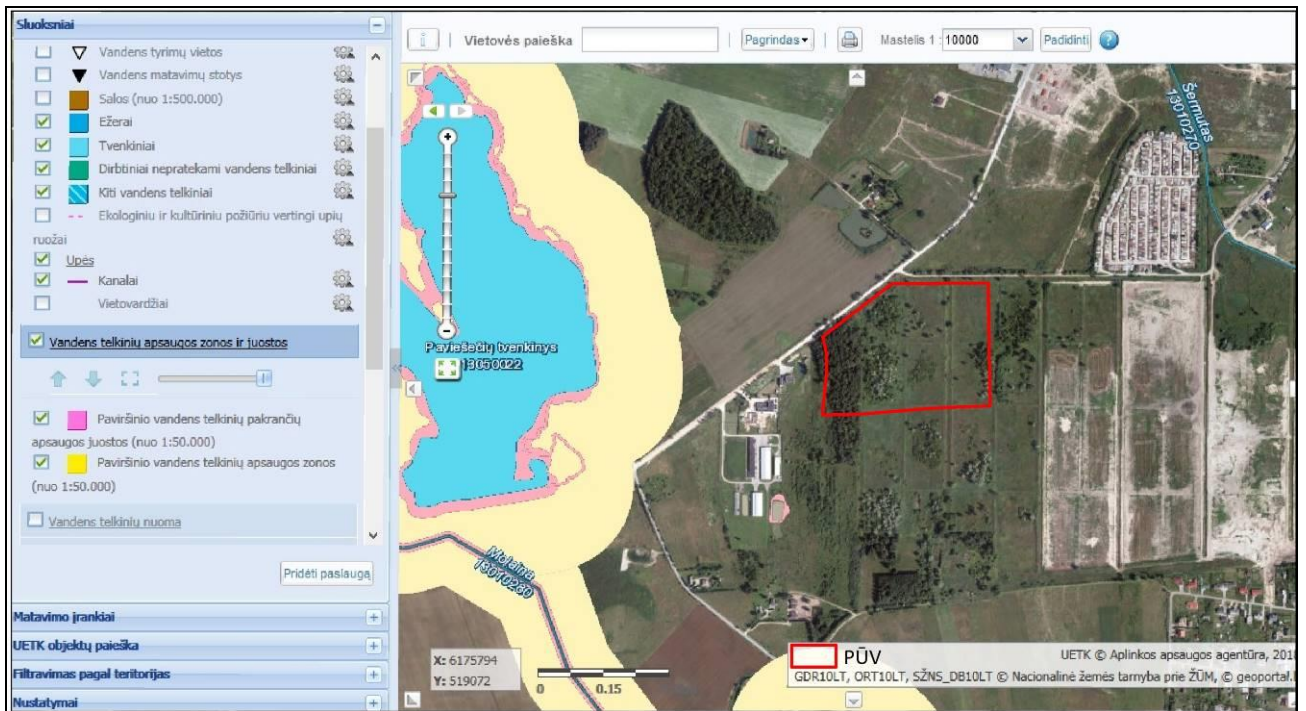 Sluoksniai
Vandens tyrimų vietos
Vandens matavimų stotys
Salos (nuo 1:500.000)
Ežerai
Tvenkiniai
Dirbtiniai nepratekami vandens telkiniai
Kiti vandens telkiniai
Ekologiniu ir kultūriniu požiūriu vertingi upių
ruožai
Upės
Kanalai
Vietovardžiai
Vandens telkinių apsaugos zonos ir juostos
Paviršinio vandens telkinių pakrančių
apsaugos juostos (nuo 1:50.000)
Paviršinio vandens telkinių apsaugos zonos
(nuo 1:50.000)
Vandens telkinių nuoma
Pridėti paslaugą
Matavimo įrankiai
UETK objektų paieška
Filtravimas pagal teritorijas
Nustatymai
i | Vietovės paieška | Pagrindas | Mastelis 1 : 10000 Padidinti ?
Šermutas
13010270
Paviešečių tvenkinys
13050022
Molaina
13010280
X: 6175794
Y: 519072
0 0.15
PŪV
UETK © Aplinkos apsaugos agentūra, 201
GDR10LT, ORT10LT, SŽNS_DB10LT © Nacionalinė žemės tarnyba prie ŽŪM, © geoportal.l